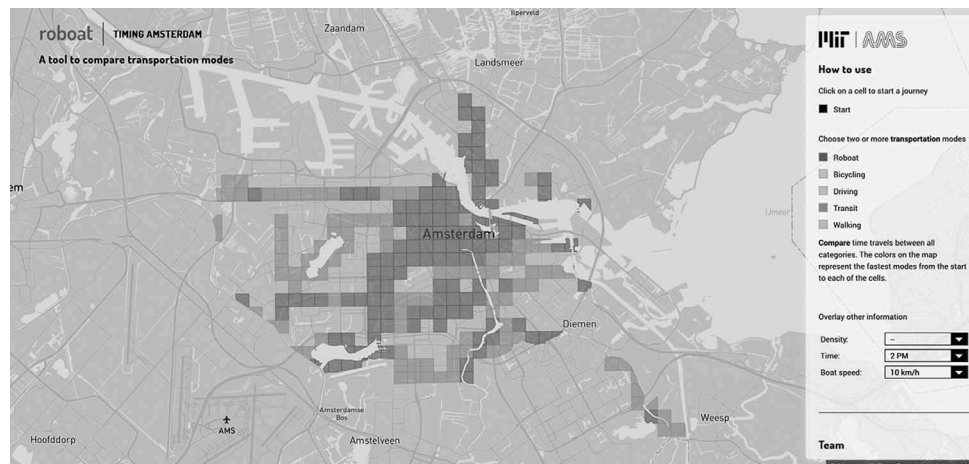 roboat | TIMING AMSTERDAM
A tool to compare transportation modes
Ilperveld
Zaandam
Landsmeer
em
Amsterdam
IJmeer
Diemen
Weesp
AMS
Amsterdamse
Bos
Hoofddorp
Amstelveen
MIT | AMS
How to use
Click on a cell to start a journey
Start
Choose two or more transportation modes
Roboat
Bicycling
Driving
Transit
Walking
Compare time travels between all
categories. The colors on the map
represent the fastest modes from the start
to each of the cells.
Overlay other information
Density: --
Time: 2 PM
Boat speed: 10 km/h
Team